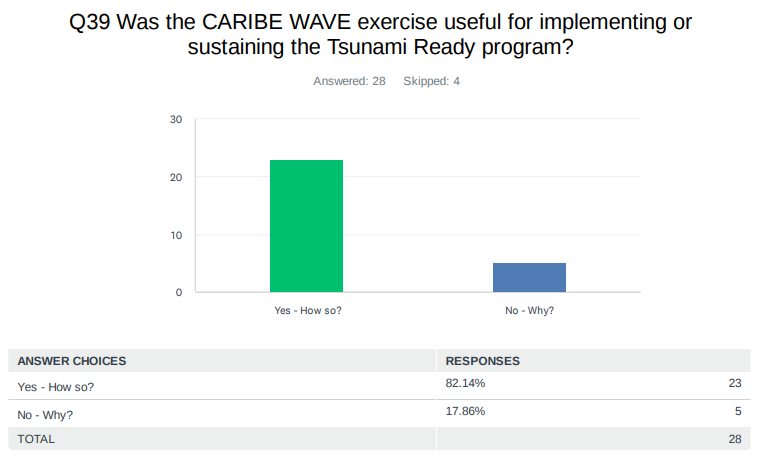 Q39 Was the CARIBE WAVE exercise useful for implementing or
sustaining the Tsunami Ready program?
Answered: 28 Skipped: 4
30
20
10
0
Yes - How so? No - Why?
ANSWER CHOICES RESPONSES
Yes - How so? 82.14% 23
No - Why? 17.86% 5
TOTAL 28